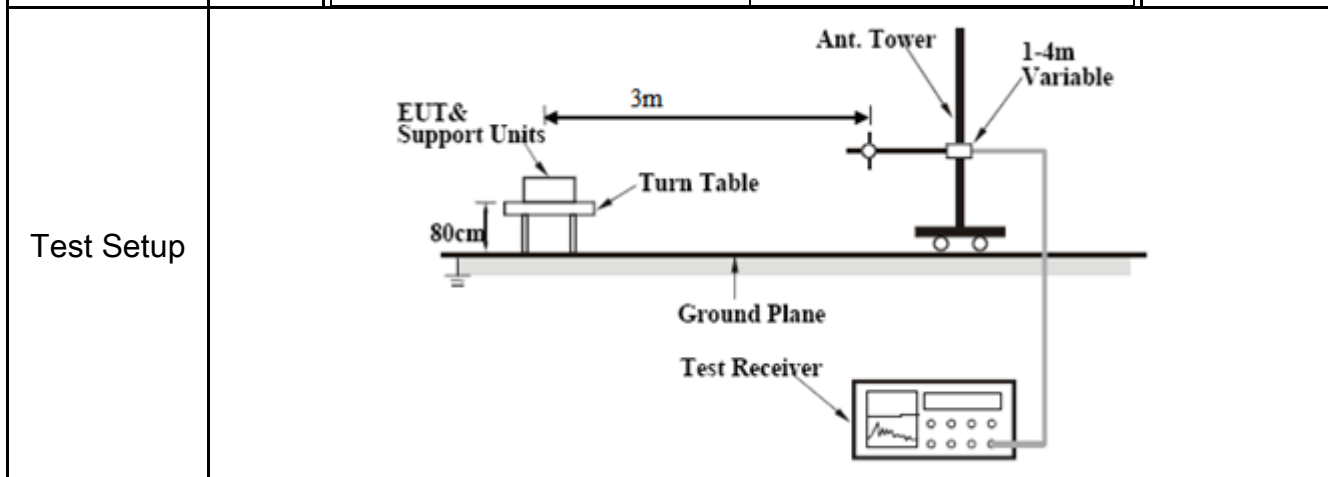 Test Setup
Ant. Tower
1-4m
Variable
3m
EUT&
Support Units
Turn Table
80cm
Ground Plane
Test Receiver